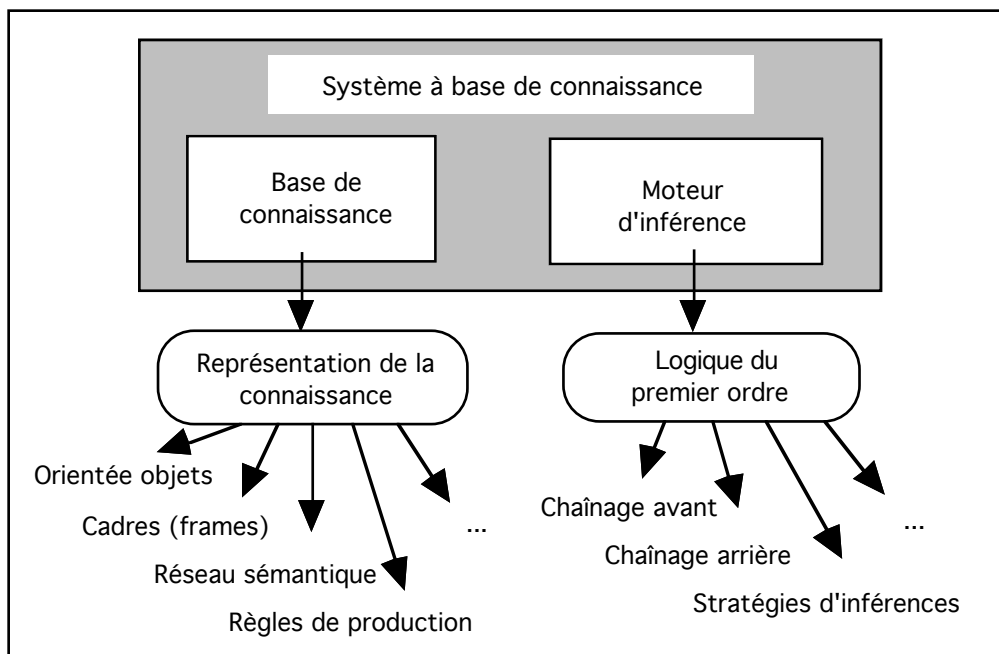 Système à base de connaissance
Base de
connaissance
Moteur
d'inférence
Représentation de la
connaissance
Logique du
premier ordre
Orientée objets
Cadres (frames)
Réseau sémantique
Règles de production
...
Chaînage avant
Chaînage arrière
Stratégies d'inférences
...